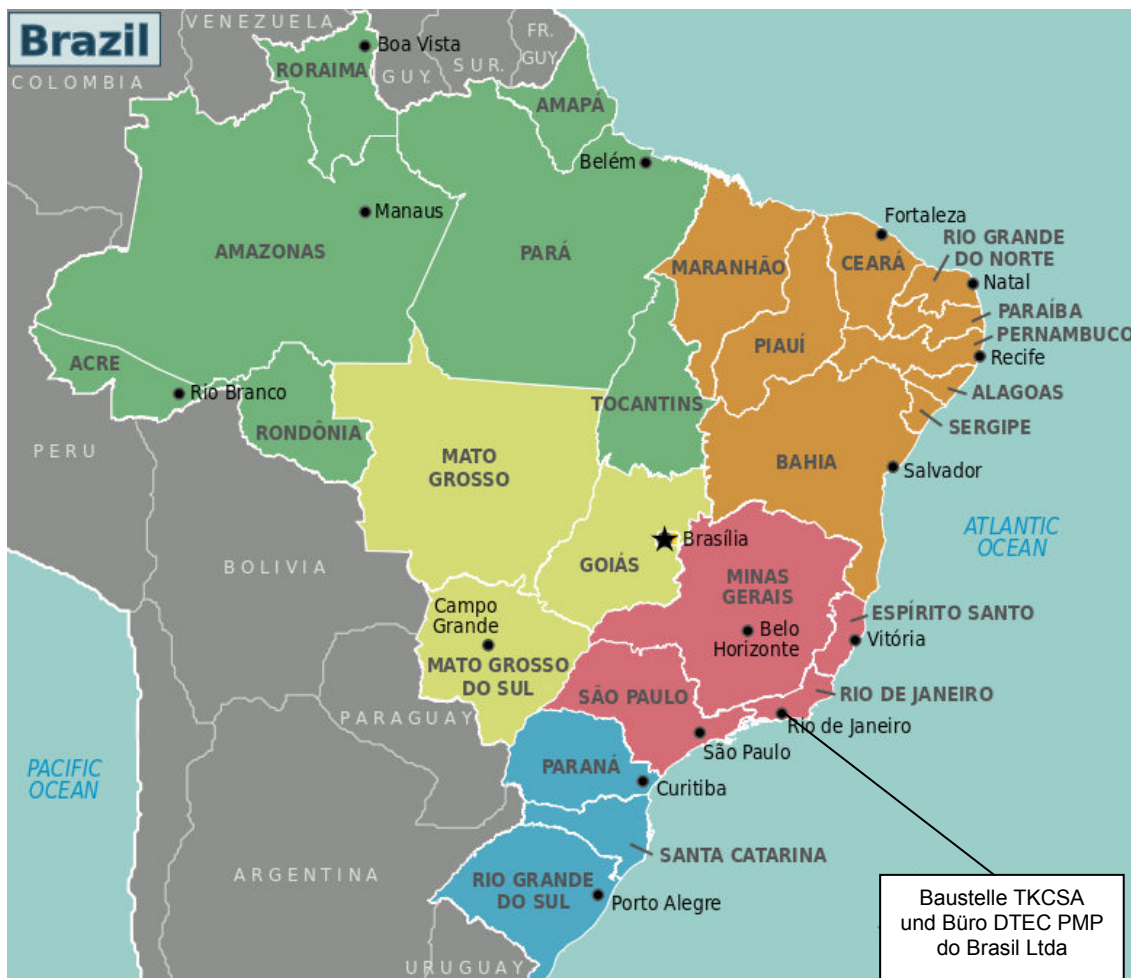 Brazil
VENEZUELA
COLOMBIA
Boa Vista
RORAIMA
GUY.
SUR.
FR.
GUY.
AMAPÁ
Belém
Manaus
AMAZONAS
PARÁ
MARANHÃO
Fortaleza
CEARÁ
RIO GRANDE
DO NORTE
Natal
PARAÍBA
PERNAMBUCO
Recife
PIAUÍ
ACRE
Rio Branco
RONDÔNIA
TOCANTINS
ALAGOAS
SERGIPE
PERU
MATO
GROSSO
BAHIA
Salvador
ATLANTIC
OCEAN
BOLIVIA
GOIÁS
Brasília
MINAS
GERAIS
Belo
Horizonte
ESPÍRITO SANTO
Vitória
Campo
Grande
MATO GROSSO
DO SUL
SÃO PAULO
RIO DE JANEIRO
Rio de Janeiro
PARAGUAY
São Paulo
PACIFIC
OCEAN
PARANÁ
Curitiba
SANTA CATARINA
ARGENTINA
RIO GRANDE
DO SUL
Porto Alegre
URUGUAY
Baustelle TKCSA
und Büro DTEC PMP
do Brasil Ltda